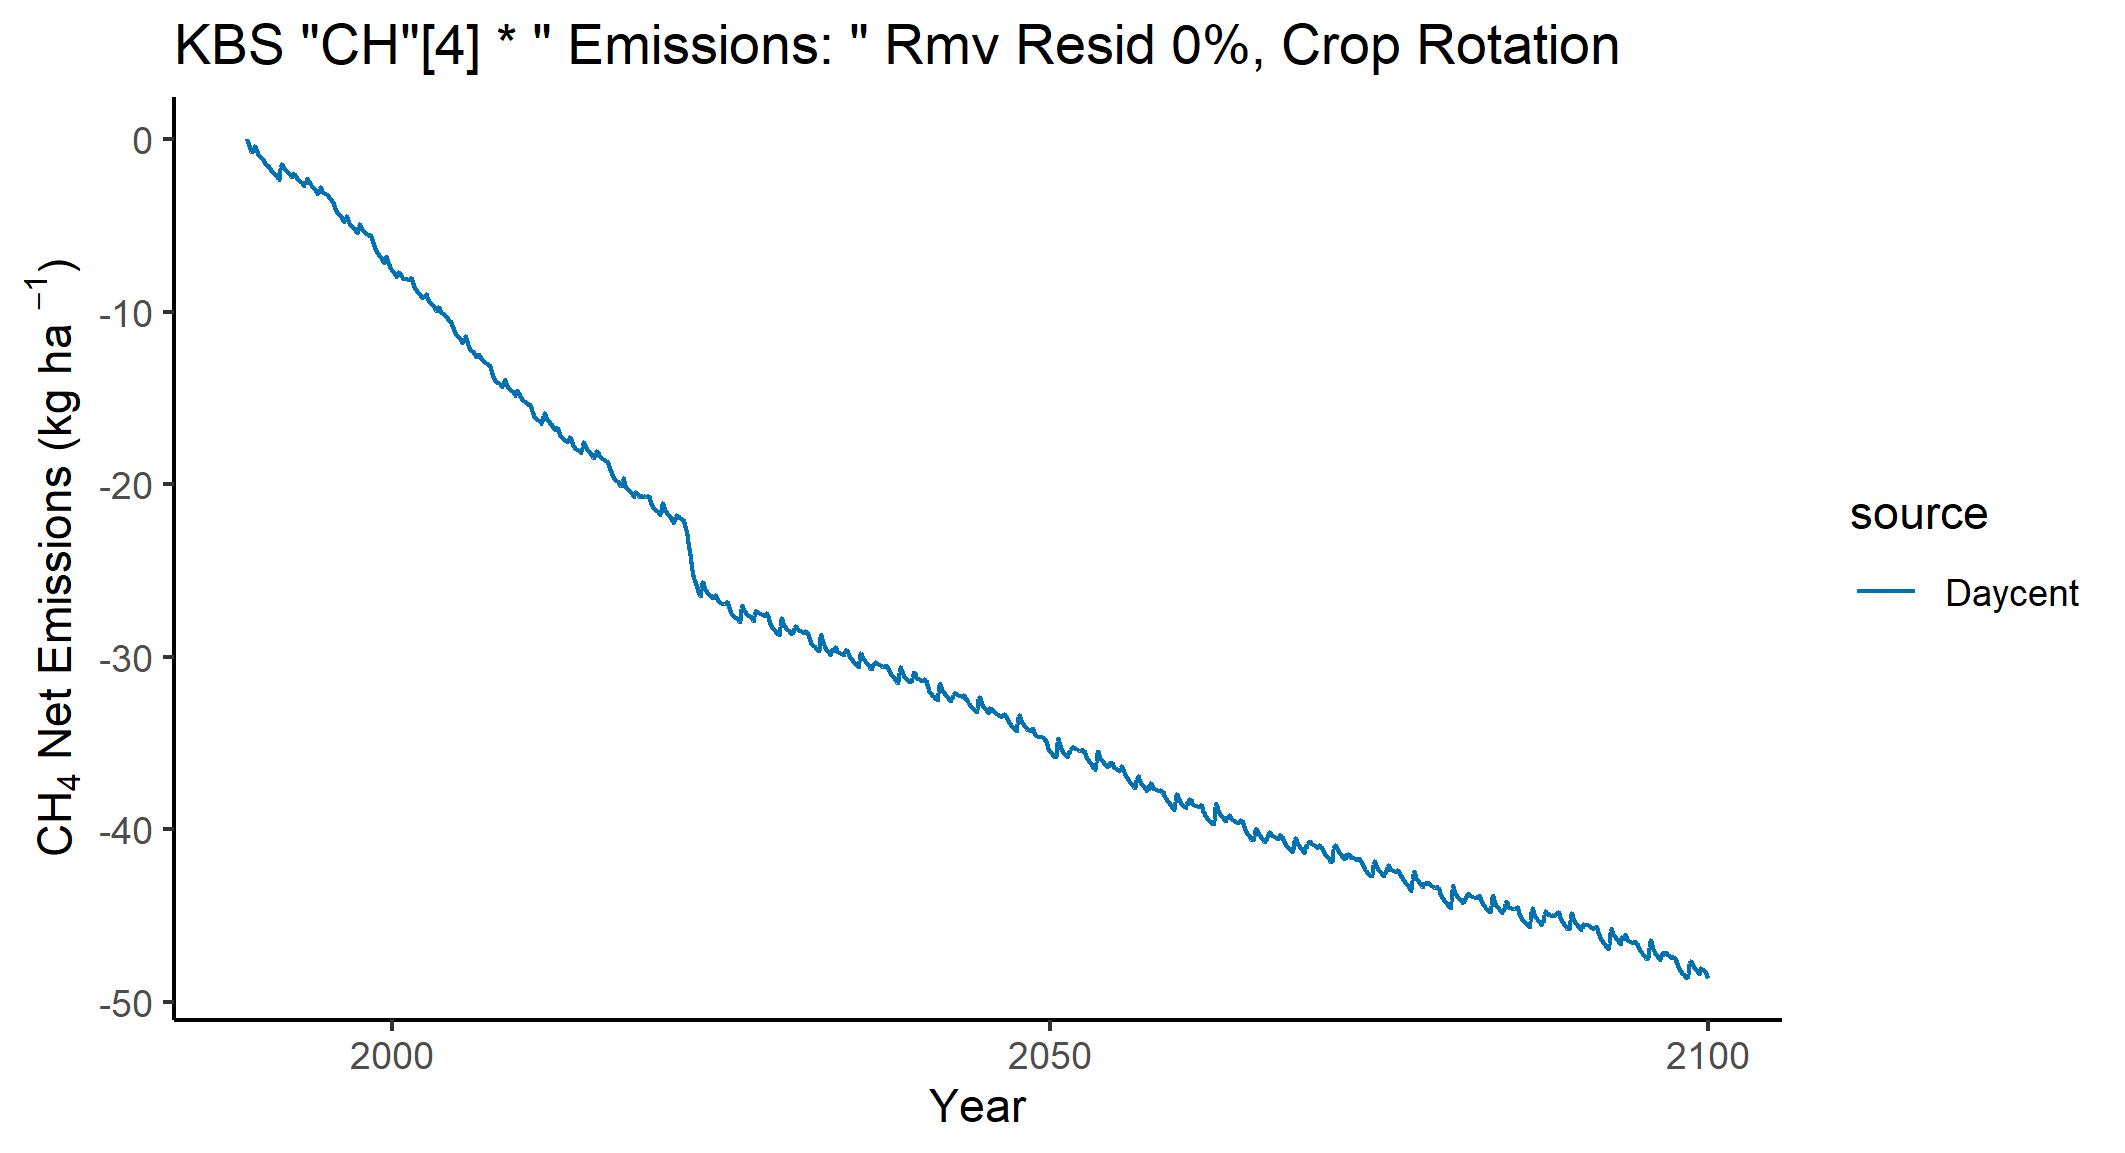 KBS "CH"[4] * " Emissions: " Rmv Resid 0%, Crop Rotation
CH₄ Net Emissions (kg ha ⁻¹)
0
-10
-20
-30
-40
-50
2000
2050
2100
Year
source
Daycent